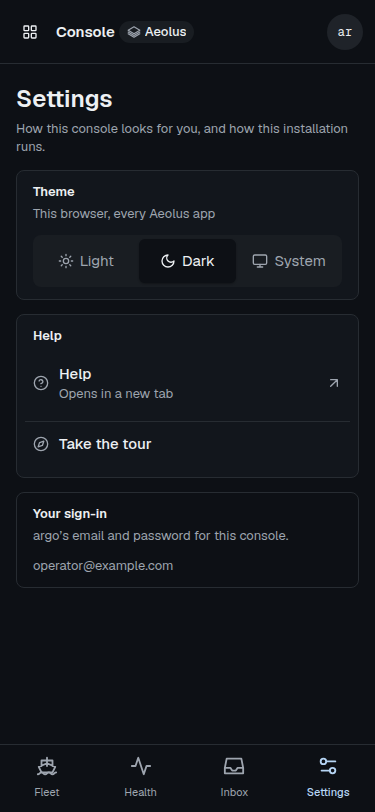 Console Aeolus ar
Settings
How this console looks for you, and how this installation
runs.
Theme
This browser, every Aeolus app
Light Dark System
Help
Help
Opens in a new tab
Take the tour
Your sign-in
argo's email and password for this console.
operator@example.com
Fleet Health Inbox Settings